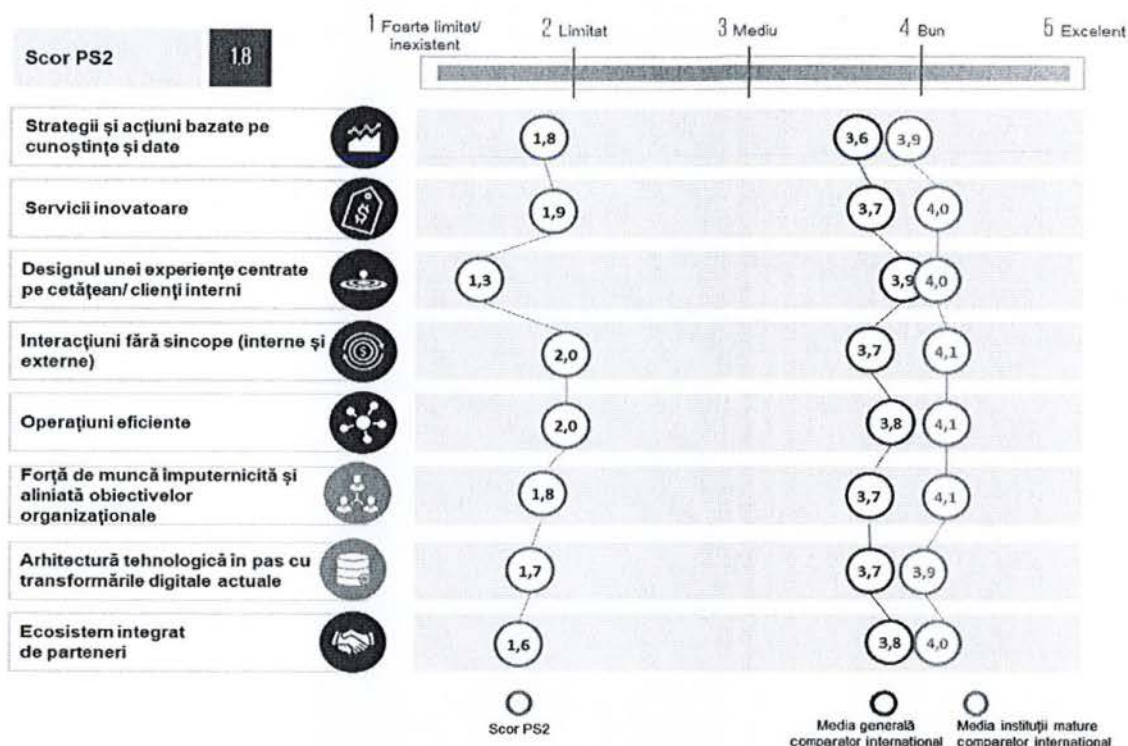 Scor PS2 1.8
1 Foarte limitat/
inexistent
2 Limitat
3 Mediu
4 Bun
5 Excelent
Strategii și acțiuni bazate pe
cunoștințe și date
1,8 3,6 3,9
Servicii inovatoare
$
1,9 3,7 4,0
Designul unei experiențe centrate
pe cetățean/ clienți interni
1,3 3,9 4,0
Interacțiuni fără sincope (interne și
externe)
$
2,0 3,7 4,1
Operațiuni eficiente
2,0 3,8 4,1
Forță de muncă împuternicită și
aliniată obiectivelor
organizaționale
1,8 3,7 4,1
Arhitectură tehnologică în pas cu
transformările digitale actuale
1,7 3,7 3,9
Ecosistem integrat
de parteneri
1,6 3,8 4,0
Scor PS2
Media generală
comparator internațional
Media instituții mature
comparator internațional